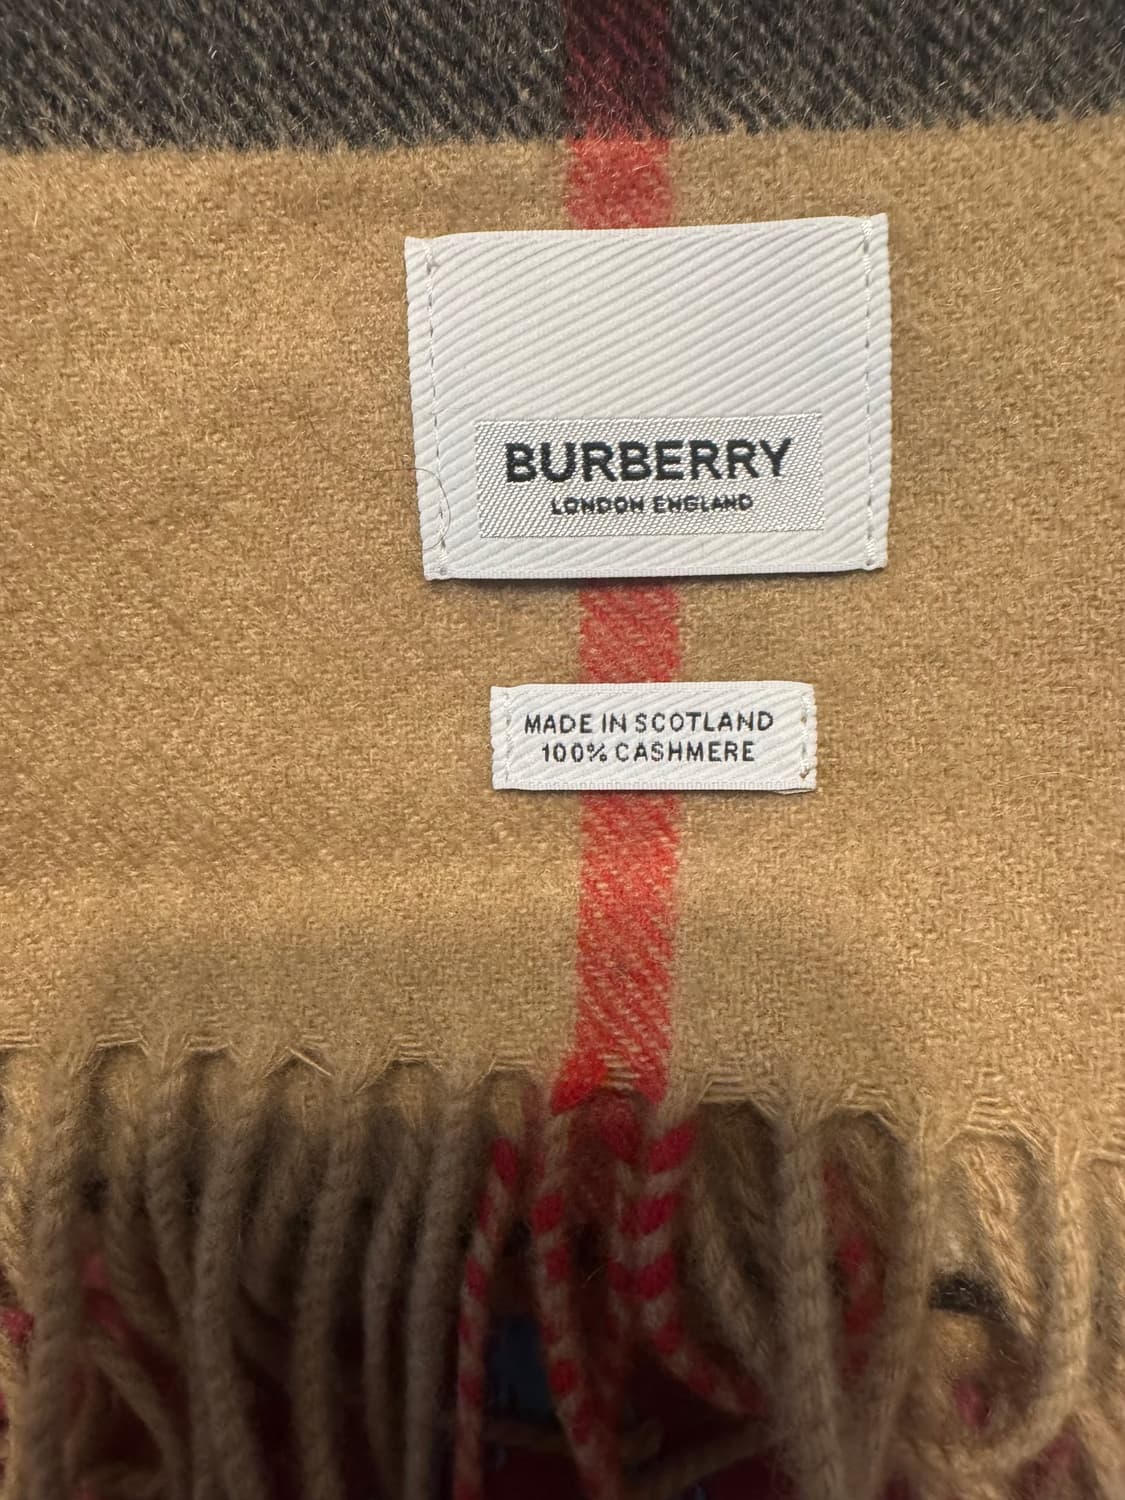 BURBERRY
LONDON ENGLAND
MADE IN SCOTLAND
100% CASHMERE